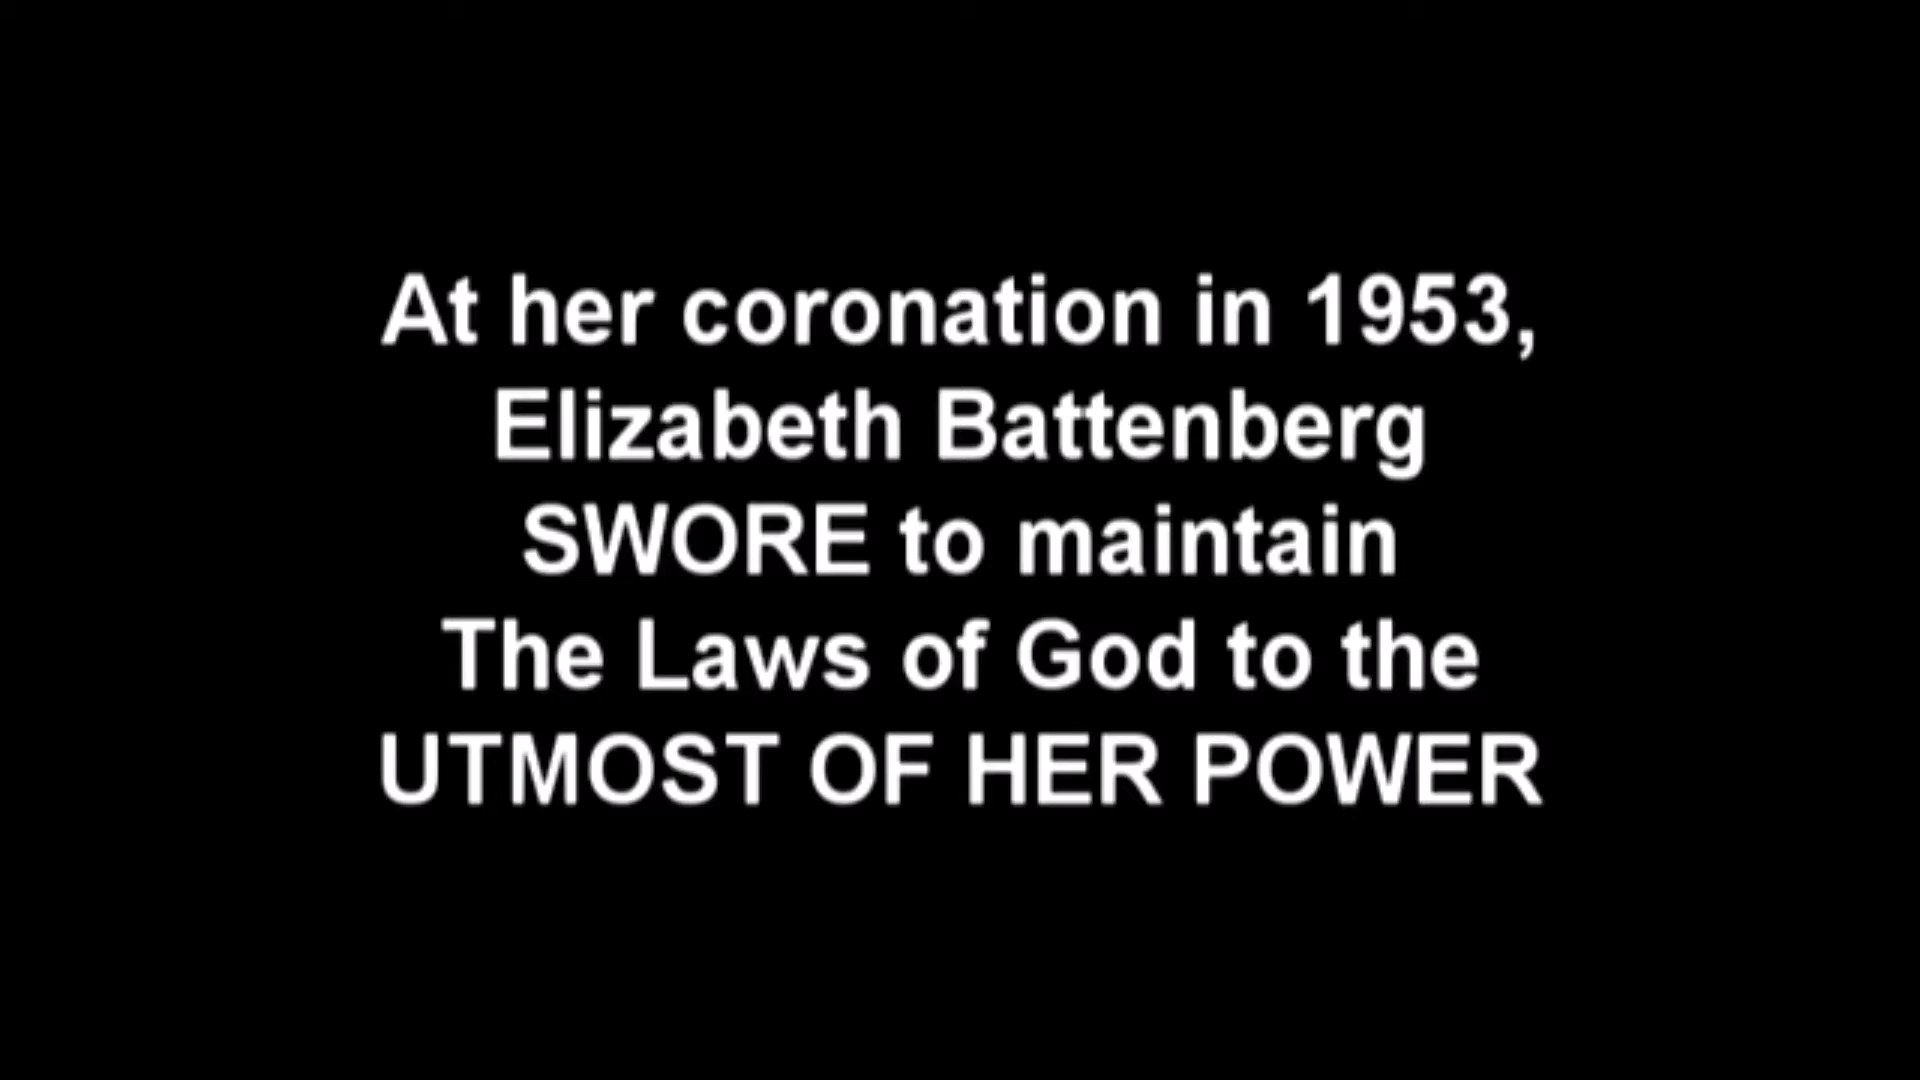 At her coronation in 1953,
Elizabeth Battenberg
SWORE to maintain
The Laws of God to the
UTMOST OF HER POWER